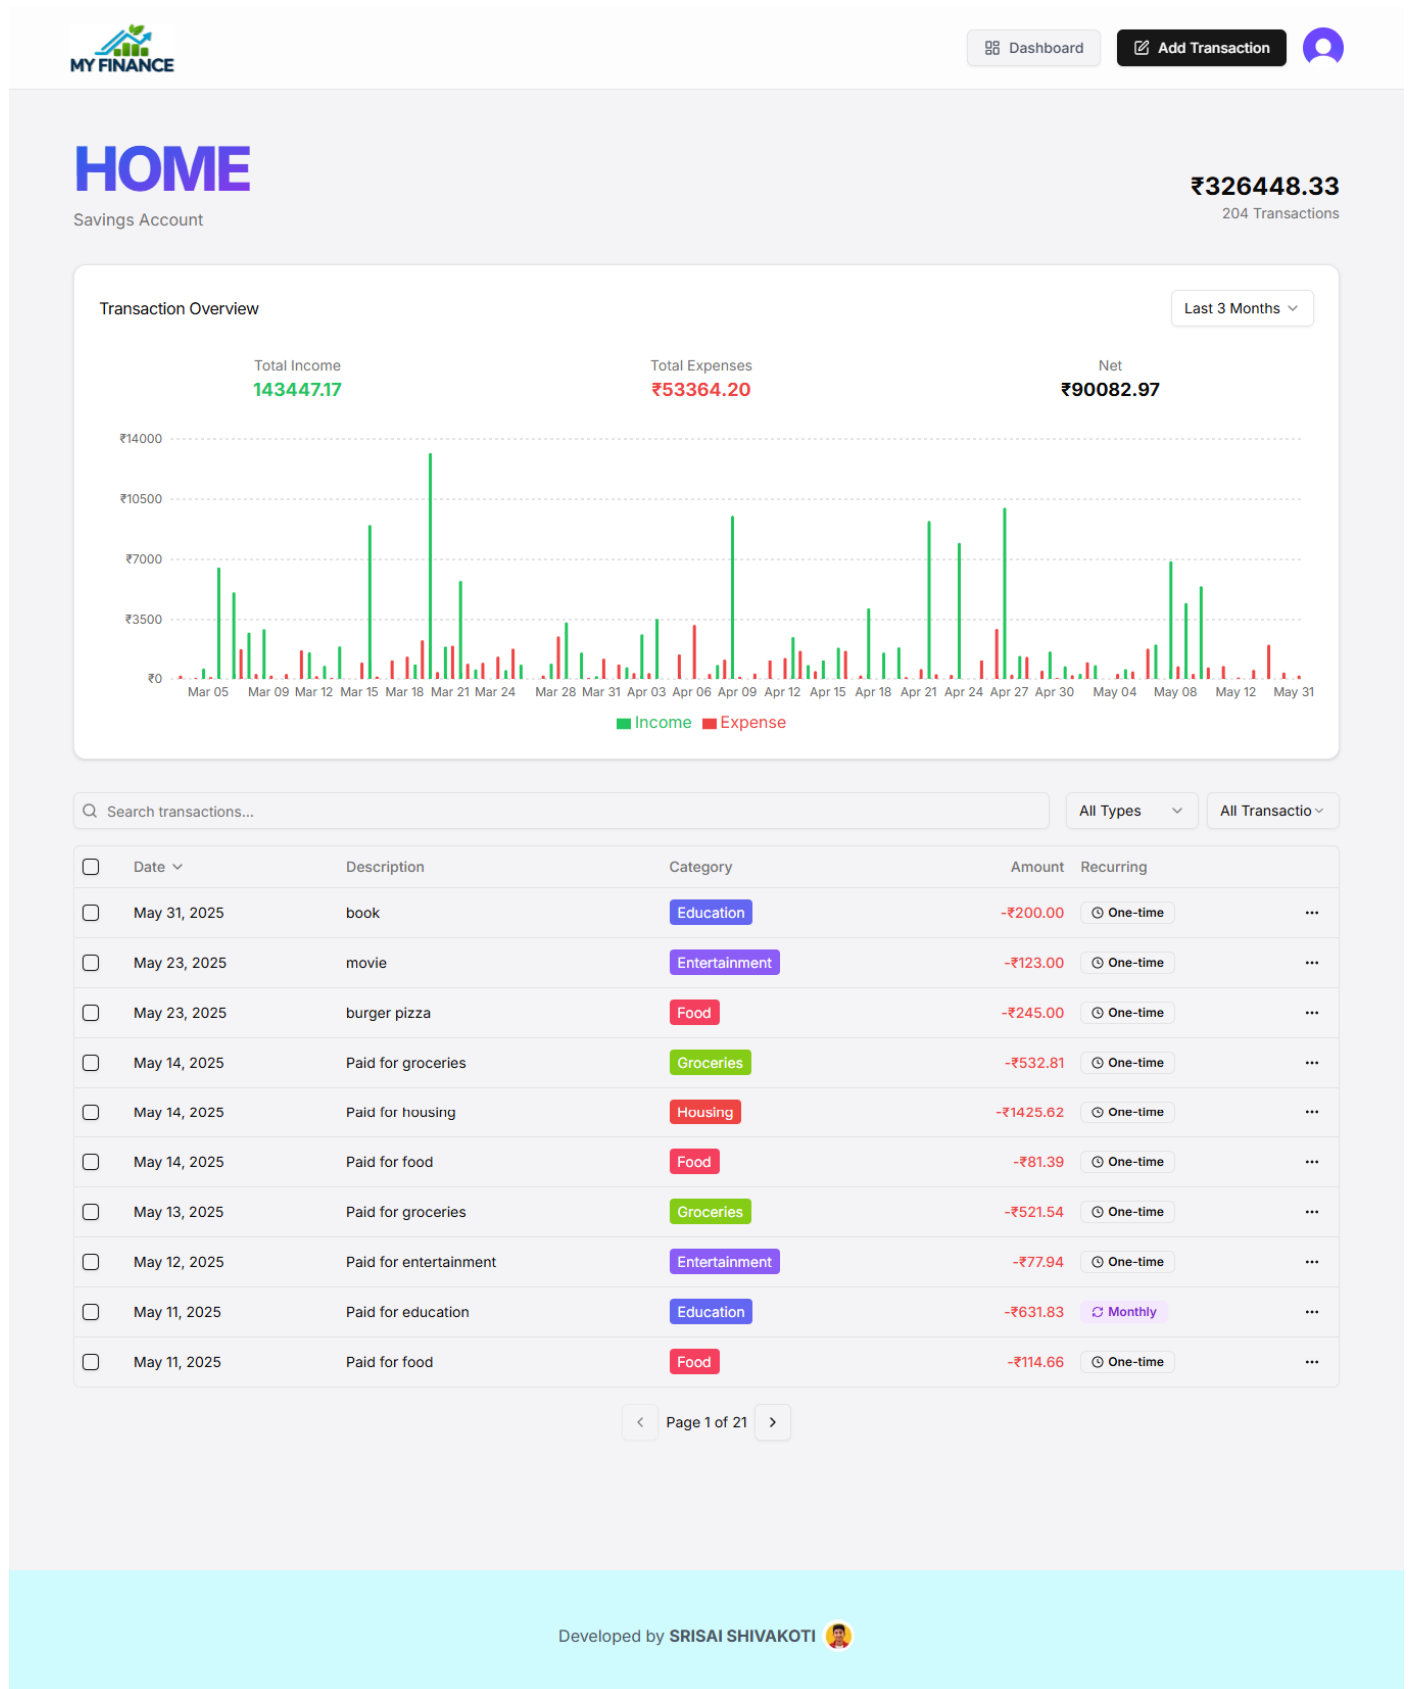 MY FINANCE
Dashboard
Add Transaction
HOME
Savings Account
₹326448.33
204 Transactions
Transaction Overview
Last 3 Months
Total Income
143447.17
Total Expenses
₹53364.20
Net
₹90082.97
₹14000
₹10500
₹7000
₹3500
₹0
Mar 05 Mar 09 Mar 12 Mar 15 Mar 18 Mar 21 Mar 24 Mar 28 Mar 31 Apr 03 Apr 06 Apr 09 Apr 12 Apr 15 Apr 18 Apr 21 Apr 24 Apr 27 Apr 30 May 04 May 08 May 12 May 31
Income Expense
Search transactions...
All Types
All Transactio
Date Description Category Amount Recurring
May 31, 2025 book Education -₹200.00 One-time
May 23, 2025 movie Entertainment -₹123.00 One-time
May 23, 2025 burger pizza Food -₹245.00 One-time
May 14, 2025 Paid for groceries Groceries -₹532.81 One-time
May 14, 2025 Paid for housing Housing -₹1425.62 One-time
May 14, 2025 Paid for food Food -₹81.39 One-time
May 13, 2025 Paid for groceries Groceries -₹521.54 One-time
May 12, 2025 Paid for entertainment Entertainment -₹77.94 One-time
May 11, 2025 Paid for education Education -₹631.83 Monthly
May 11, 2025 Paid for food Food -₹114.66 One-time
Page 1 of 21
Developed by SRISAI SHIVAKOTI